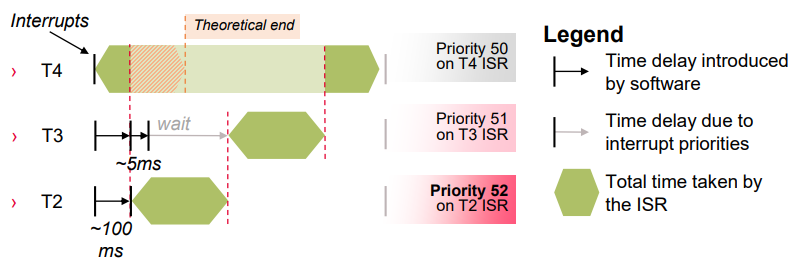 Interrupts
Theoretical end
› T4
Priority 50
on T4 ISR
› T3
wait
~5ms
Priority 51
on T3 ISR
› T2
~100
ms
Priority 52
on T2 ISR
Legend
Time delay introduced
by software
Time delay due to
interrupt priorities
Total time taken by
the ISR